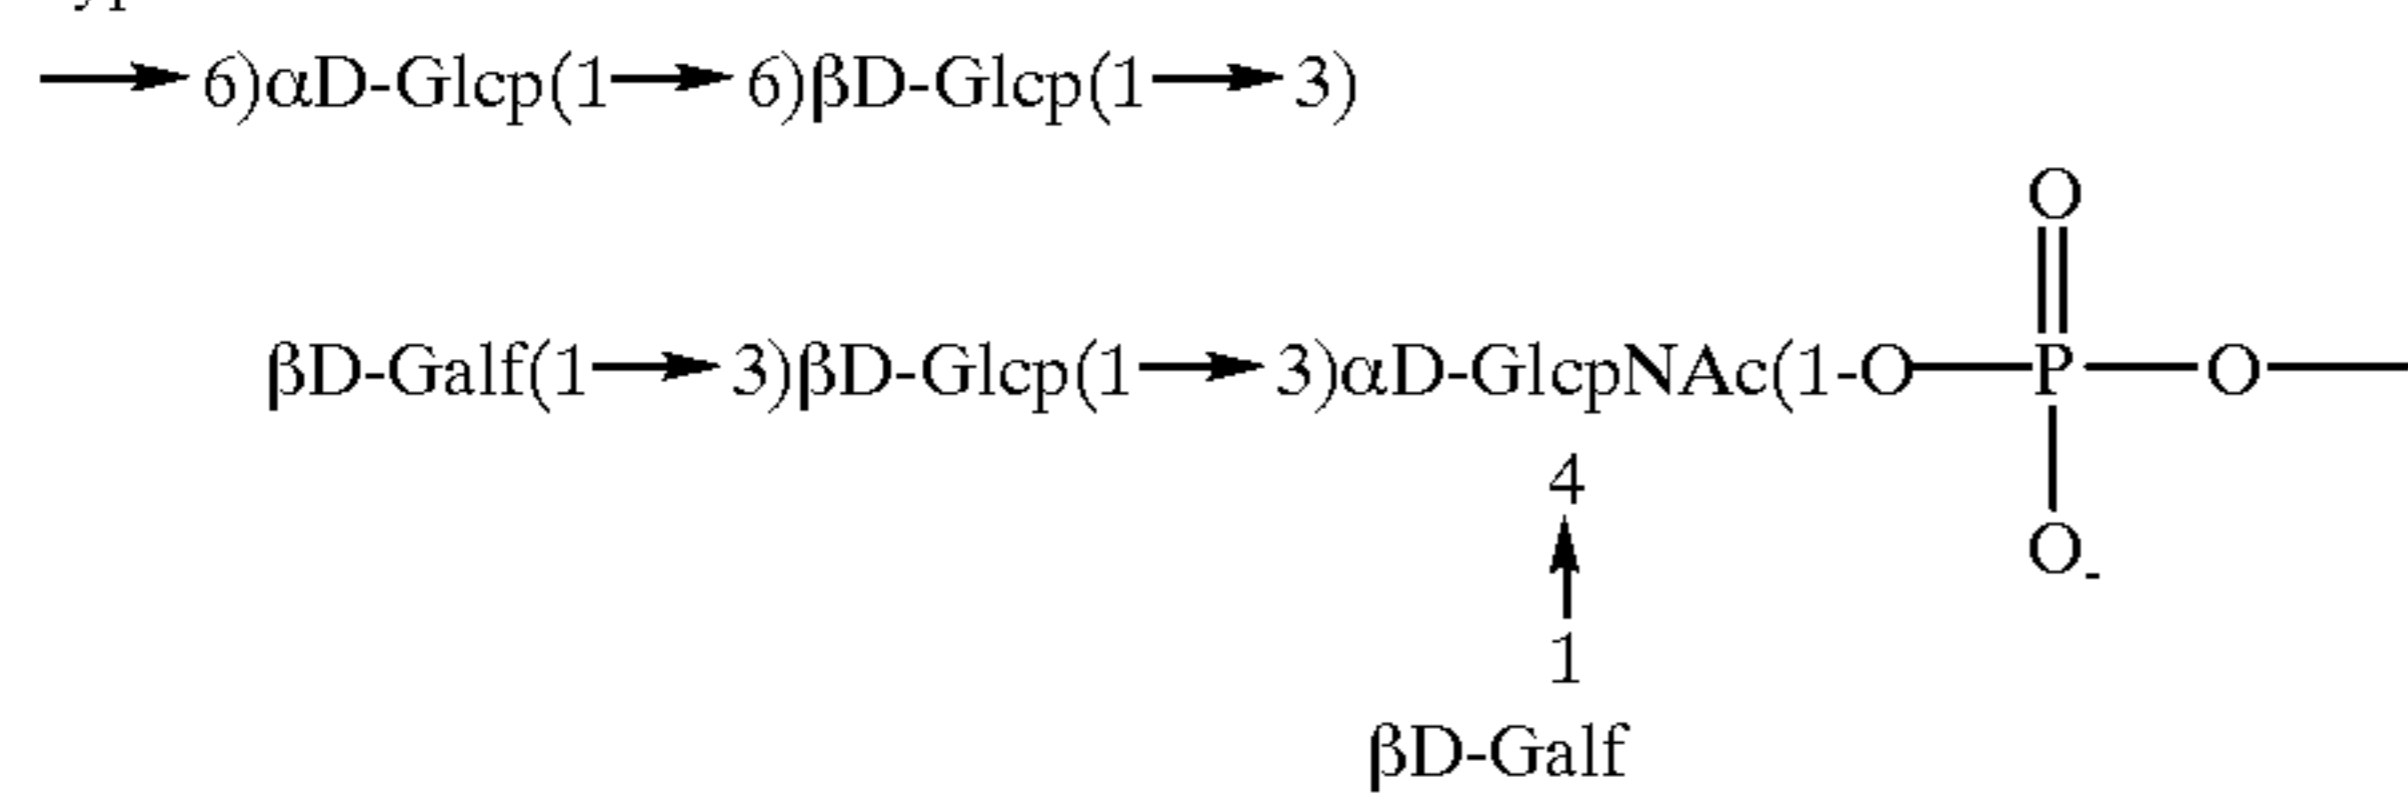 →6)αD-Glcp(1→6)βD-Glcp(1→3)
O
βD-Galf(1→3)βD-Glcp(1→3)αD-GlcpNAc(1-O—P—O—
4
O-
1
βD-Galf